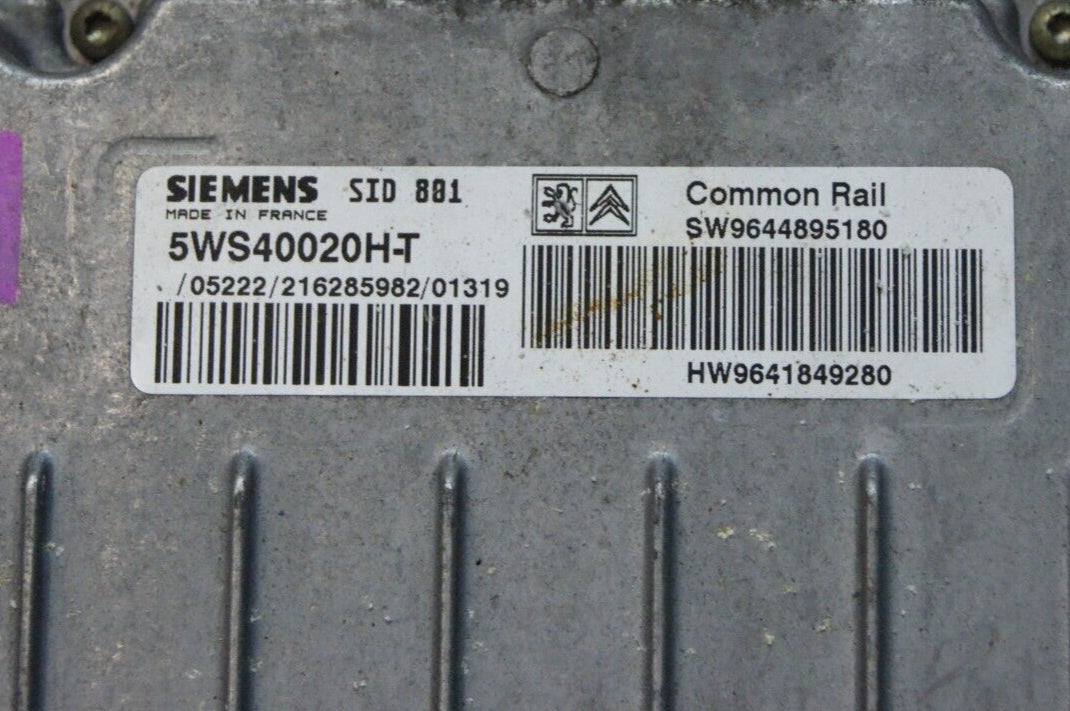 SIEMENS SID 801
MADE IN FRANCE
5WS40020H-T
/05222/216285982/01319
Common Rail
SW9644895180
HW9641849280